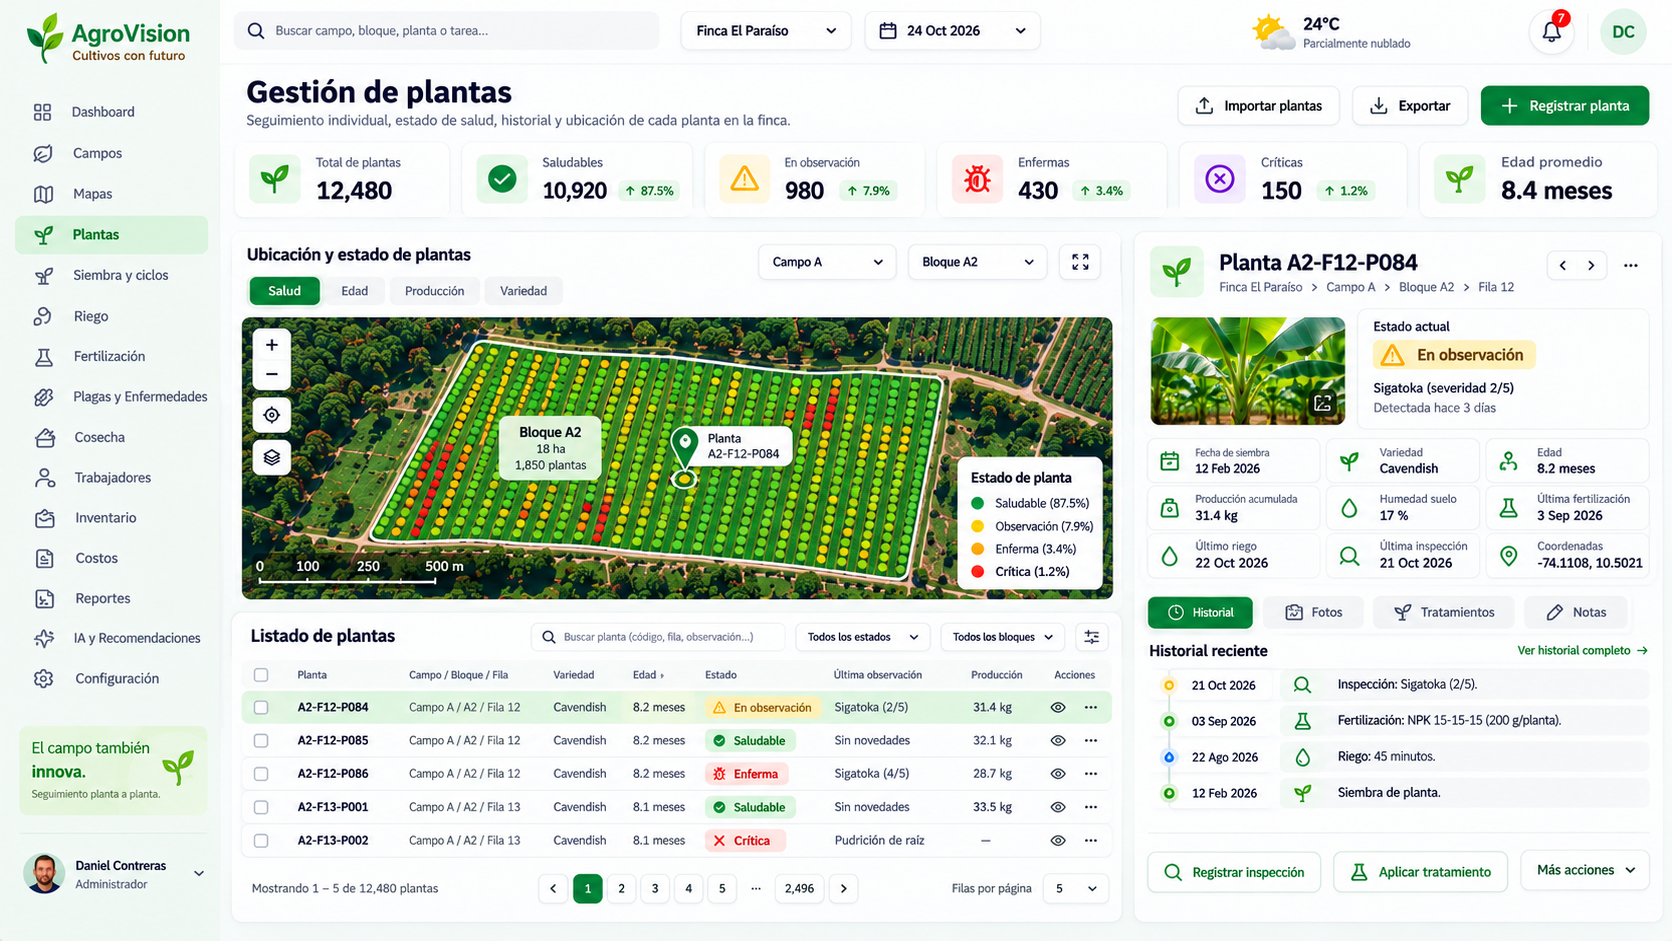 AgroVision
Cultivos con futuro
Buscar campo, bloque, planta o tarea...
Finca El Paraíso
24 Oct 2026
24°C
Parcialmente nublado
7
DC
Dashboard
Campos
Mapas
Plantas
Siembra y ciclos
Riego
Fertilización
Plagas y Enfermedades
Cosecha
Trabajadores
Inventario
Costos
Reportes
IA y Recomendaciones
Configuración
El campo también
innova.
Seguimiento planta a planta.
Daniel Contreras
Administrador
Gestión de plantas
Seguimiento individual, estado de salud, historial y ubicación de cada planta en la finca.
Importar plantas
Exportar
Registrar planta
Total de plantas
12,480
Saludables
10,920 ↑ 87.5%
En observación
980 ↑ 7.9%
Enfermas
430 ↑ 3.4%
Críticas
150 ↑ 1.2%
Edad promedio
8.4 meses
Ubicación y estado de plantas
Campo A
Bloque A2
Salud Edad Producción Variedad
+
−
Bloque A2
18 ha
1,850 plantas
Planta
A2-F12-P084
Estado de planta
Saludable (87.5%)
Observación (7.9%)
Enferma (3.4%)
Crítica (1.2%)
0 100 250 500 m
Listado de plantas
Buscar planta (código, fila, observación...)
Todos los estados
Todos los bloques
Planta Campo / Bloque / Fila Variedad Edad Estado Última observación Producción Acciones
A2-F12-P084 Campo A / A2 / Fila 12 Cavendish 8.2 meses En observación Sigatoka (2/5) 31.4 kg
A2-F12-P085 Campo A / A2 / Fila 12 Cavendish 8.2 meses Saludable Sin novedades 32.1 kg
A2-F12-P086 Campo A / A2 / Fila 12 Cavendish 8.2 meses Enferma Sigatoka (4/5) 28.7 kg
A2-F13-P001 Campo A / A2 / Fila 13 Cavendish 8.1 meses Saludable Sin novedades 33.5 kg
A2-F13-P002 Campo A / A2 / Fila 13 Cavendish 8.1 meses Crítica Pudrición de raíz —
Mostrando 1 – 5 de 12,480 plantas
1 2 3 4 5 ... 2,496
Filas por página 5
Planta A2-F12-P084
Finca El Paraíso > Campo A > Bloque A2 > Fila 12
Estado actual
En observación
Sigatoka (severidad 2/5)
Detectada hace 3 días
Fecha de siembra
12 Feb 2026
Variedad
Cavendish
Edad
8.2 meses
Producción acumulada
31.4 kg
Humedad suelo
17 %
Última fertilización
3 Sep 2026
Último riego
22 Oct 2026
Última inspección
21 Oct 2026
Coordenadas
-74.1108, 10.5021
Historial Fotos Tratamientos Notas
Historial reciente
Ver historial completo →
21 Oct 2026 Inspección: Sigatoka (2/5).
03 Sep 2026 Fertilización: NPK 15-15-15 (200 g/planta).
22 Ago 2026 Riego: 45 minutos.
12 Feb 2026 Siembra de planta.
Registrar inspección
Aplicar tratamiento
Más acciones